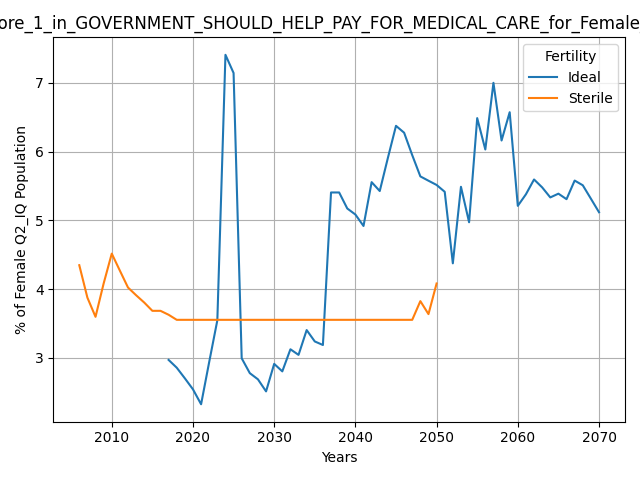 ore_1_in_GOVERNMENT_SHOULD_HELP_PAY_FOR_MEDICAL_CARE_for_Female
Fertility
Ideal
Sterile
% of Female Q2_IQ Population
7
6
5
4
3
2010 2020 2030 2040 2050 2060 2070
Years